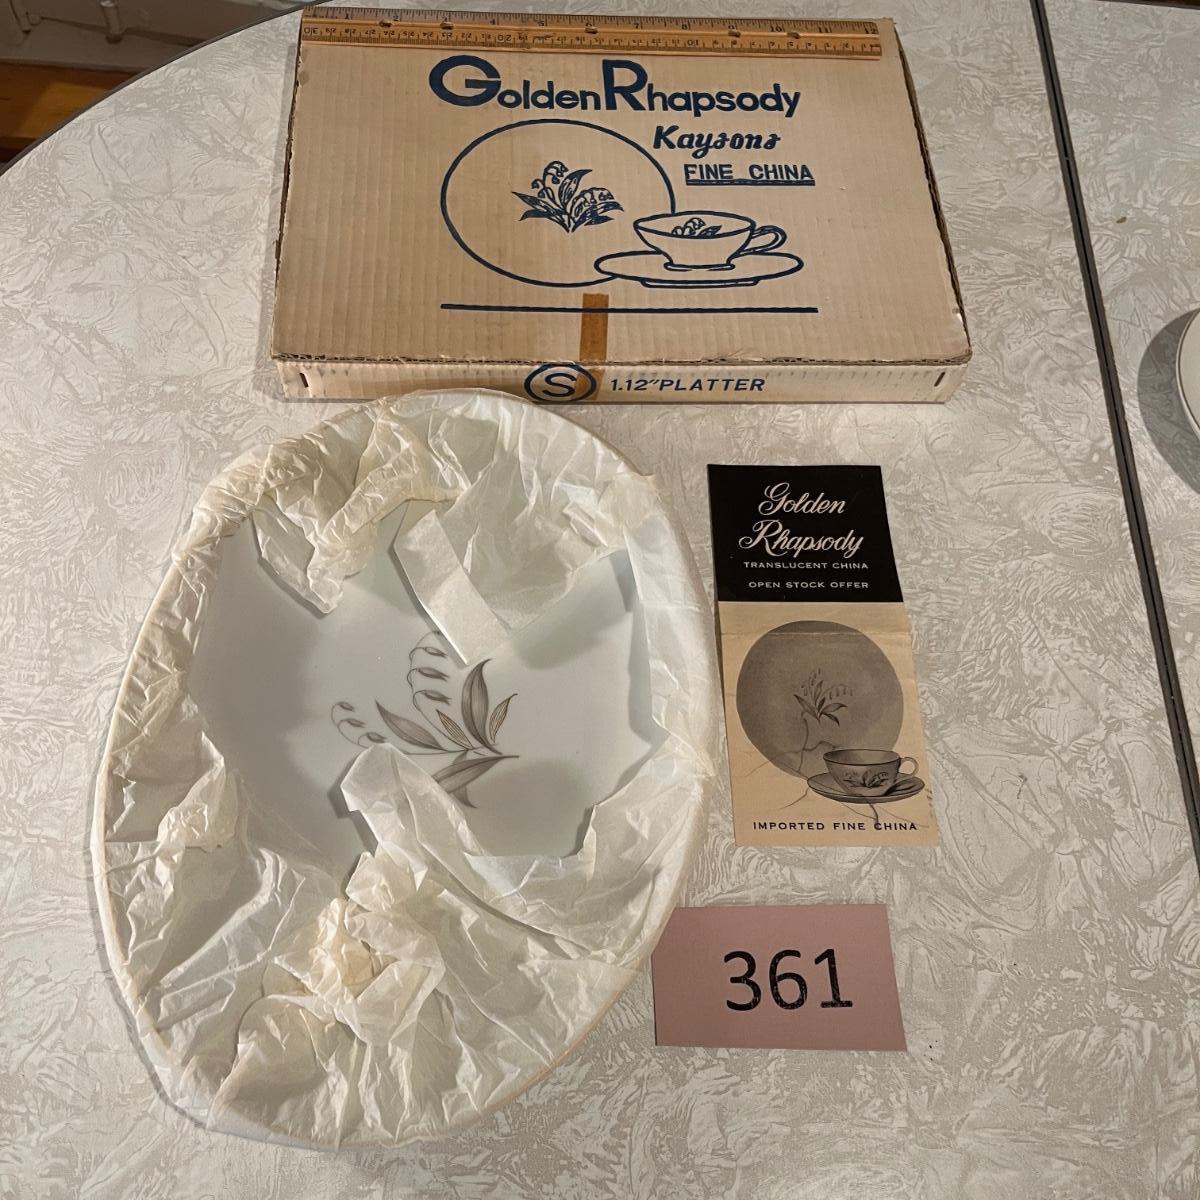 Golden Rhapsody
Kaysons
FINE CHINA
S 1.12"PLATTER
Golden
Rhapsody
TRANSLUCENT CHINA
OPEN STOCK OFFER
IMPORTED FINE CHINA
361